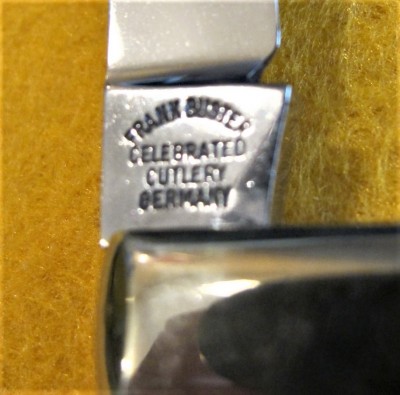 FRANK BUSTER
CELEBRATED
CUTLERY
GERMANY